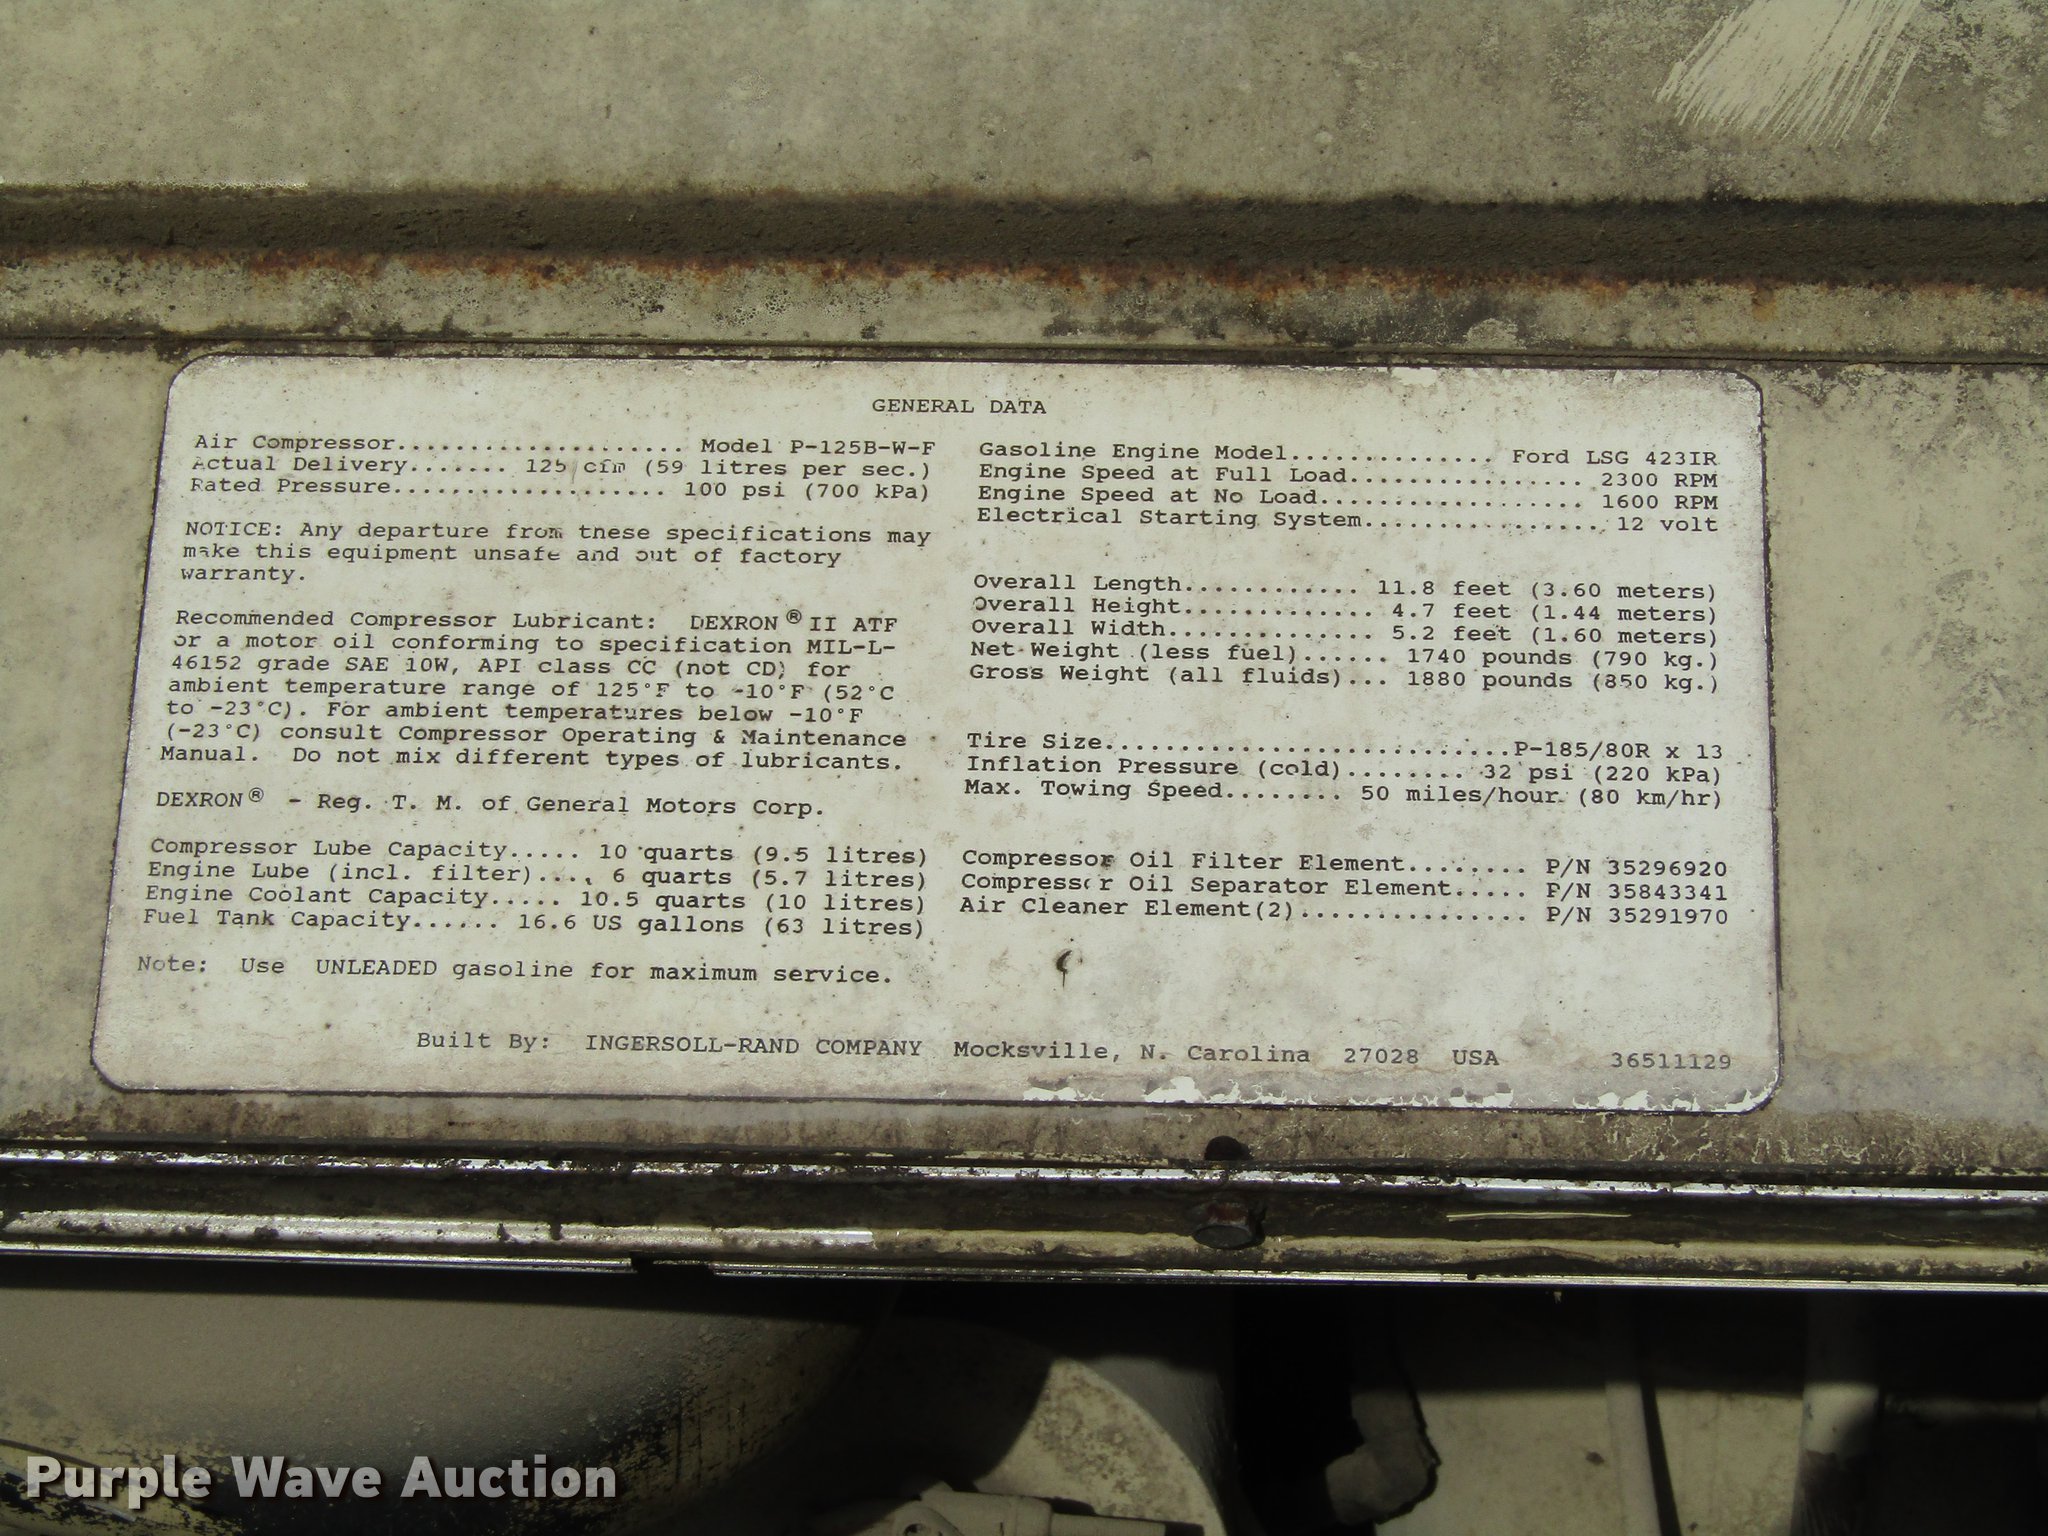 GENERAL DATA
Air Compressor..................... Model P-125B-W-F
Actual Delivery....... 125 cfm (59 litres per sec.)
Rated Pressure.................... 100 psi (700 kPa)
NOTICE: Any departure from these specifications may
make this equipment unsafe and out of factory
warranty.
Recommended Compressor Lubricant: DEXRON® II ATF
or a motor oil conforming to specification MIL-L-
46152 grade SAE 10W, API class CC (not CD) for
ambient temperature range of 125°F to -10°F (52°C
to -23°C). For ambient temperatures below -10°F
(-23°C) consult Compressor Operating & Maintenance
Manual. Do not mix different types of lubricants.
DEXRON® - Reg. T. M. of General Motors Corp.
Compressor Lube Capacity..... 10 quarts (9.5 litres)
Engine Lube (incl. filter).... 6 quarts (5.7 litres)
Engine Coolant Capacity..... 10.5 quarts (10 litres)
Fuel Tank Capacity...... 16.6 US gallons (63 litres)
Note: Use UNLEADED gasoline for maximum service.
Gasoline Engine Model.............. Ford LSG 423IR
Engine Speed at Full Load................ 2300 RPM
Engine Speed at No Load.................. 1600 RPM
Electrical Starting System................ 12 volt
Overall Length............ 11.8 feet (3.60 meters)
Overall Height............. 4.7 feet (1.44 meters)
Overall Width.............. 5.2 feet (1.60 meters)
Net Weight (less fuel)...... 1740 pounds (790 kg.)
Gross Weight (all fluids)... 1880 pounds (850 kg.)
Tire Size...........................P-185/80R x 13
Inflation Pressure (cold)........ 32 psi (220 kPa)
Max. Towing Speed........ 50 miles/hour (80 km/hr)
Compressor Oil Filter Element........ P/N 35296920
Compressor Oil Separator Element..... P/N 35843341
Air Cleaner Element(2)............... P/N 35291970
Built By: INGERSOLL-RAND COMPANY Mocksville, N. Carolina 27028 USA 36511129
Purple Wave Auction